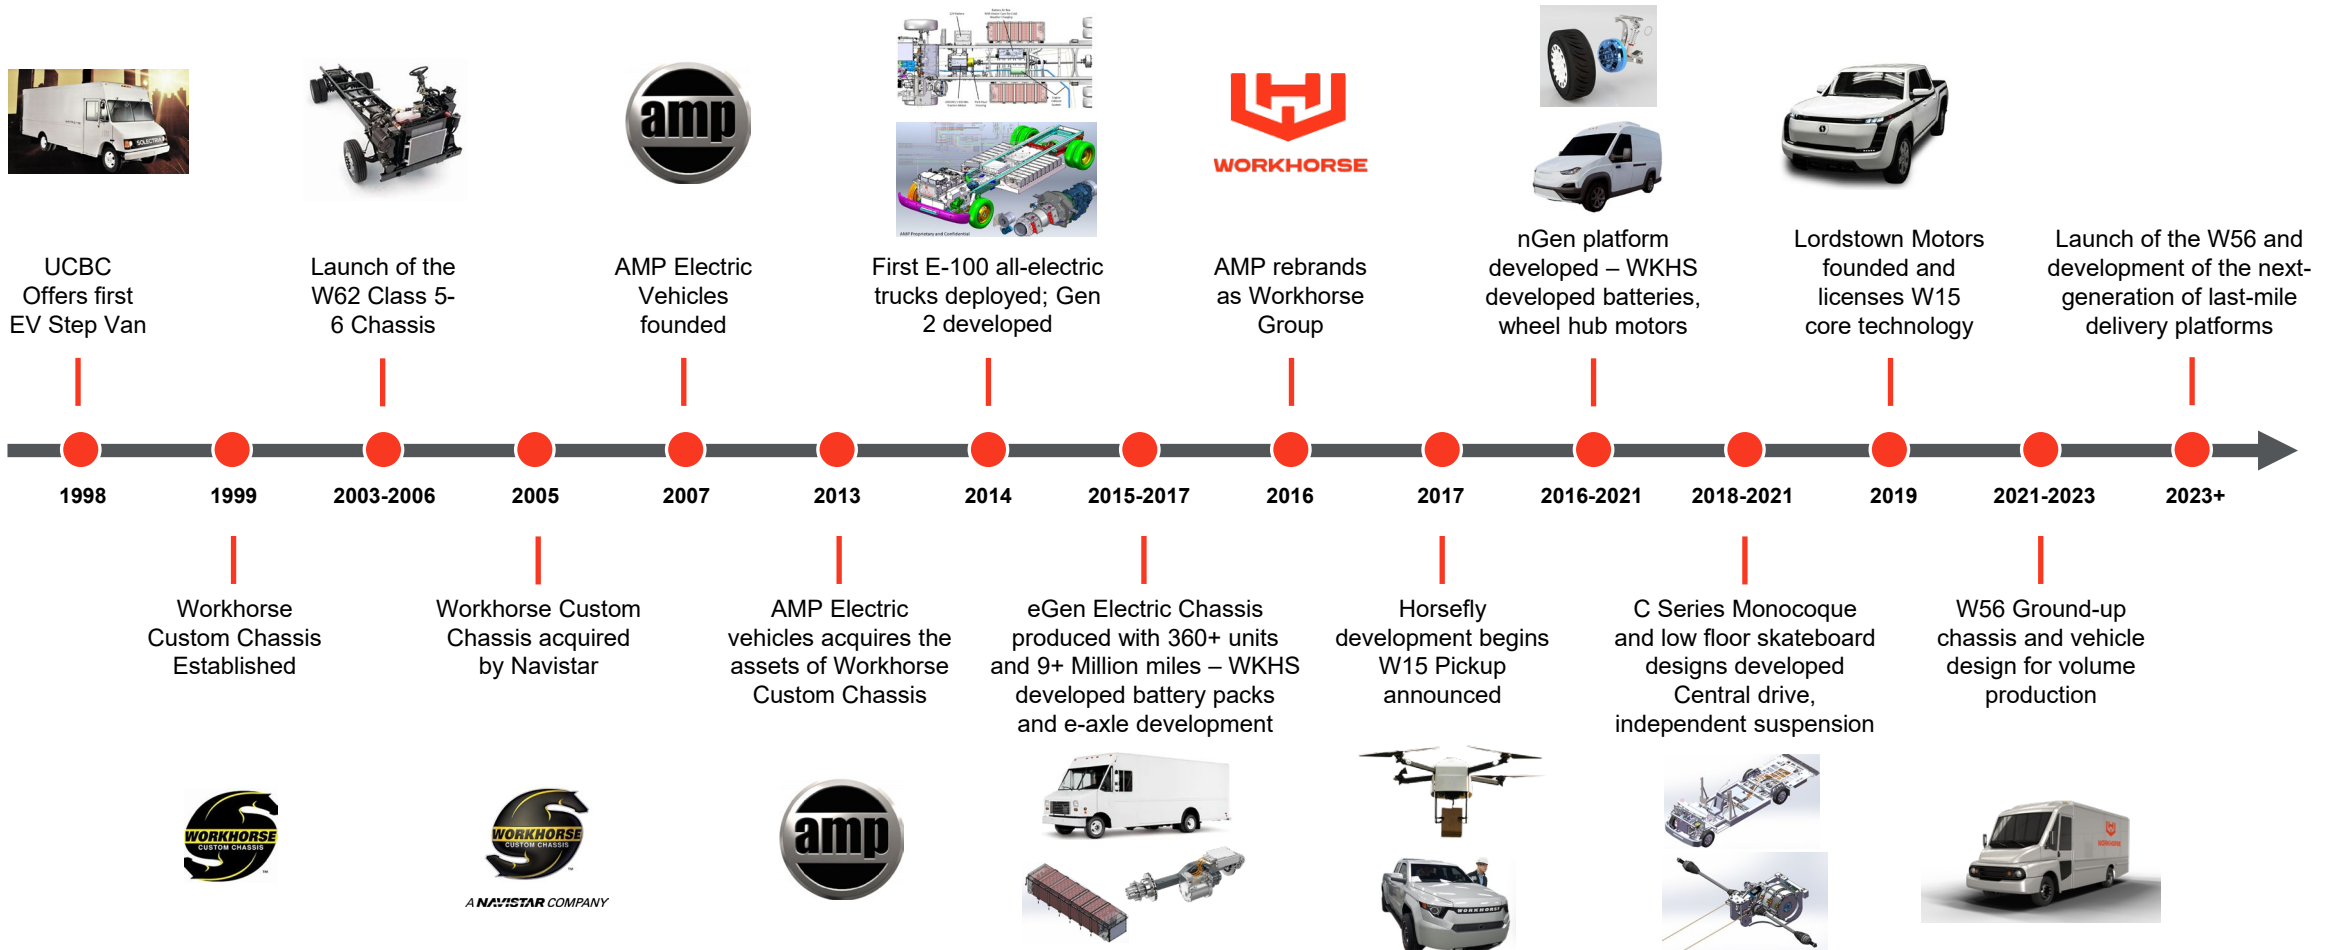 SOLECTRIA
amp
AMP Proprietary and Confidential
WORKHORSE
UCBC
Offers first
EV Step Van
Launch of the
W62 Class 5-
6 Chassis
AMP Electric
Vehicles
founded
First E-100 all-electric
trucks deployed; Gen
2 developed
AMP rebrands
as Workhorse
Group
nGen platform
developed – WKHS
developed batteries,
wheel hub motors
Lordstown Motors
founded and
licenses W15
core technology
Launch of the W56 and
development of the next-
generation of last-mile
delivery platforms
1998
1999
2003-2006
2005
2007
2013
2014
2015-2017
2016
2017
2016-2021
2018-2021
2019
2021-2023
2023+
Workhorse
Custom Chassis
Established
Workhorse Custom
Chassis acquired
by Navistar
AMP Electric
vehicles acquires the
assets of Workhorse
Custom Chassis
eGen Electric Chassis
produced with 360+ units
and 9+ Million miles – WKHS
developed battery packs
and e-axle development
Horsefly
development begins
W15 Pickup
announced
C Series Monocoque
and low floor skateboard
designs developed
Central drive,
independent suspension
W56 Ground-up
chassis and vehicle
design for volume
production
WORKHORSE
CUSTOM CHASSIS
WORKHORSE
CUSTOM CHASSIS
A NAVISTAR COMPANY
amp
WORKHORSE
WORKHORSE